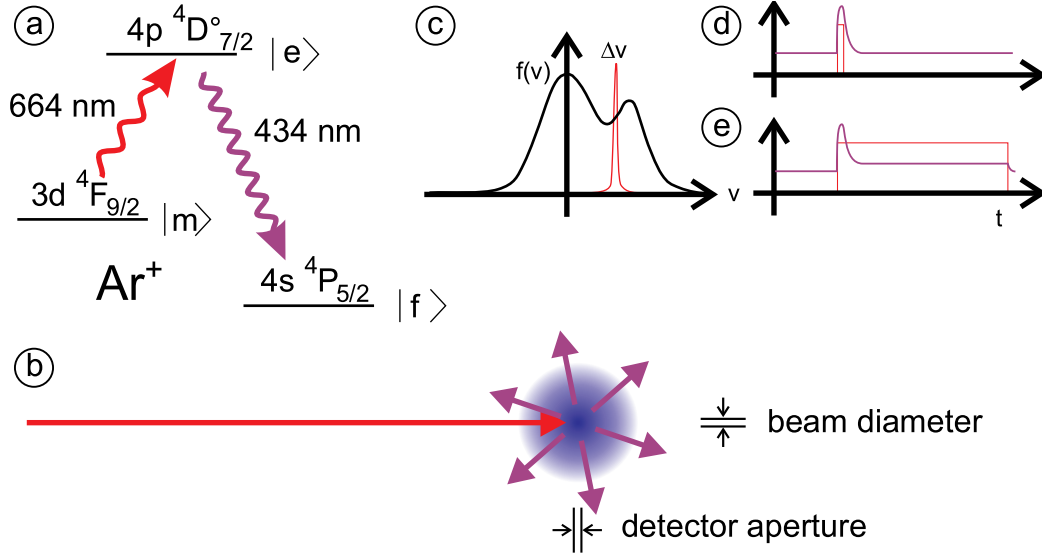 a
4p ⁴D°₇/₂ |e⟩
664 nm
434 nm
3d ⁴F₉/₂ |m⟩
Ar⁺
4s ⁴P₅/₂ |f⟩
b
beam diameter
detector aperture
c
f(v)
Δv
v
d
e
t